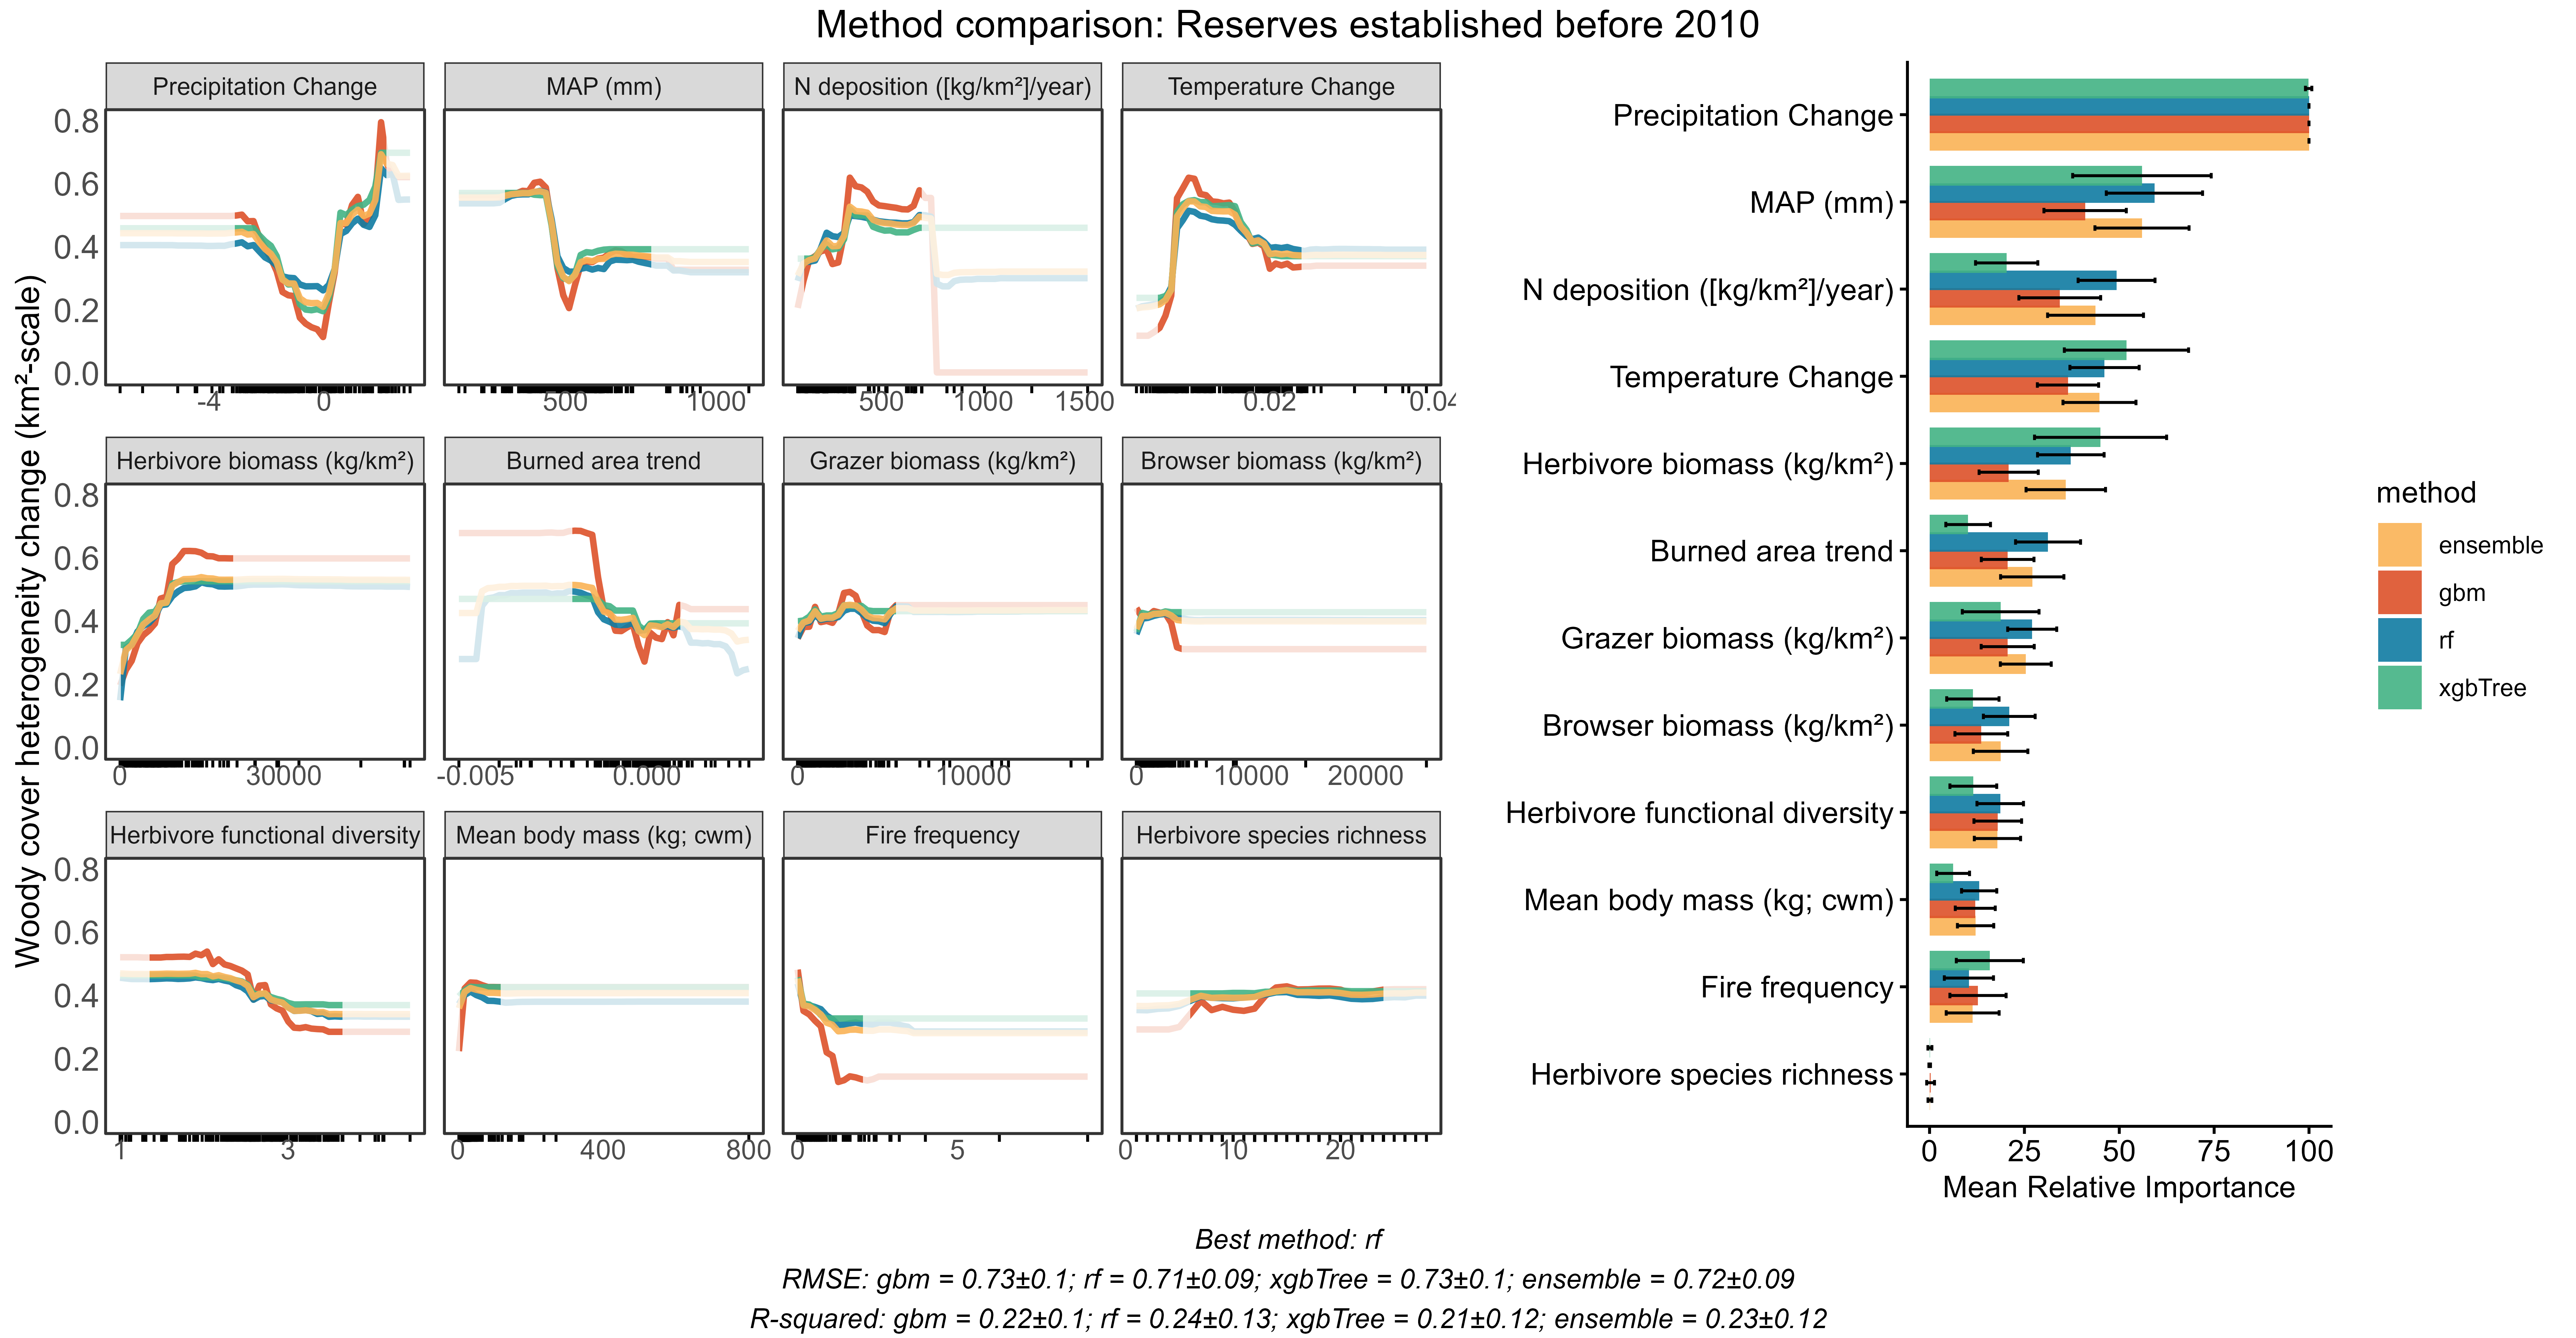 Method comparison: Reserves established before 2010
Woody cover heterogeneity change (km²-scale)
Precipitation Change
MAP (mm)
N deposition ([kg/km²]/year)
Temperature Change
0.8
0.6
0.4
0.2
0.0
-4 0
500 1000
500 1000 1500
0.02 0.04
Herbivore biomass (kg/km²)
Burned area trend
Grazer biomass (kg/km²)
Browser biomass (kg/km²)
0.8
0.6
0.4
0.2
0.0
0 30000
-0.005 0.000
0 10000
0 10000 20000
Herbivore functional diversity
Mean body mass (kg; cwm)
Fire frequency
Herbivore species richness
0.8
0.6
0.4
0.2
0.0
1 3
0 400 800
0 5
0 10 20
Precipitation Change
MAP (mm)
N deposition ([kg/km²]/year)
Temperature Change
Herbivore biomass (kg/km²)
Burned area trend
Grazer biomass (kg/km²)
Browser biomass (kg/km²)
Herbivore functional diversity
Mean body mass (kg; cwm)
Fire frequency
Herbivore species richness
0 25 50 75 100
Mean Relative Importance
method
ensemble
gbm
rf
xgbTree
Best method: rf
RMSE: gbm = 0.73±0.1; rf = 0.71±0.09; xgbTree = 0.73±0.1; ensemble = 0.72±0.09
R-squared: gbm = 0.22±0.1; rf = 0.24±0.13; xgbTree = 0.21±0.12; ensemble = 0.23±0.12